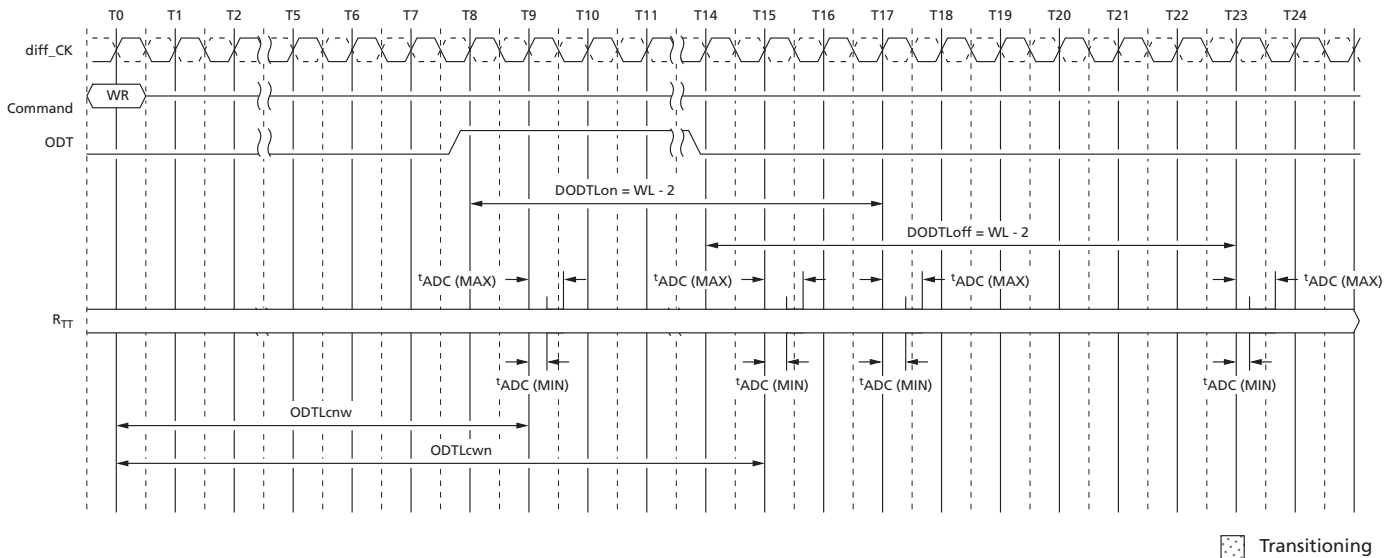 T0 T1 T2 T5 T6 T7 T8 T9 T10 T11 T14 T15 T16 T17 T18 T19 T20 T21 T22 T23 T24
diff_CK
WR
Command
ODT
DODTLon = WL - 2
DODTLoff = WL - 2
tADC (MAX) tADC (MAX) tADC (MAX) tADC (MAX)
RTT
tADC (MIN) tADC (MIN) tADC (MIN) tADC (MIN)
ODTLcnw
ODTLcwn
Transitioning